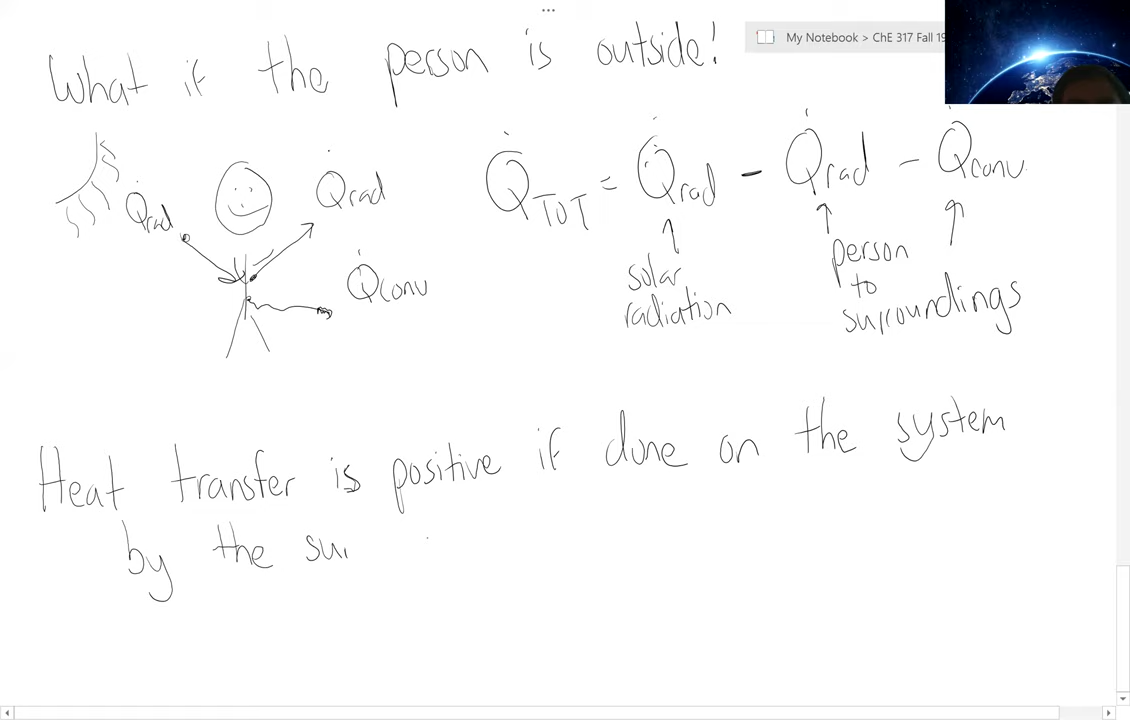 What if the person is outside!
My Notebook > ChE 317 Fall 19
Q̇rad
Q̇rad
Q̇conv
Q̇TOT = Q̇rad - Q̇rad - Q̇conv
solar
radiation
person
to
surroundings
Heat transfer is positive if done on the system
by the sur